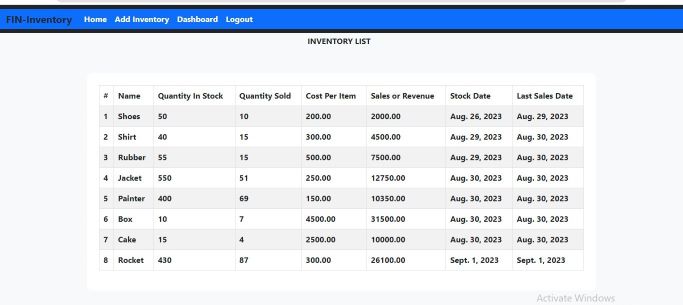 FIN-Inventory Home Add Inventory Dashboard Logout
INVENTORY LIST
# Name Quantity In Stock Quantity Sold Cost Per Item Sales or Revenue Stock Date Last Sales Date
1 Shoes 50 10 200.00 2000.00 Aug. 26, 2023 Aug. 29, 2023
2 Shirt 40 15 300.00 4500.00 Aug. 29, 2023 Aug. 30, 2023
3 Rubber 55 15 500.00 7500.00 Aug. 29, 2023 Aug. 30, 2023
4 Jacket 550 51 250.00 12750.00 Aug. 30, 2023 Aug. 30, 2023
5 Painter 400 69 150.00 10350.00 Aug. 30, 2023 Aug. 30, 2023
6 Box 10 7 4500.00 31500.00 Aug. 30, 2023 Aug. 30, 2023
7 Cake 15 4 2500.00 10000.00 Aug. 30, 2023 Aug. 30, 2023
8 Rocket 430 87 300.00 26100.00 Sept. 1, 2023 Sept. 1, 2023
Activate Windows